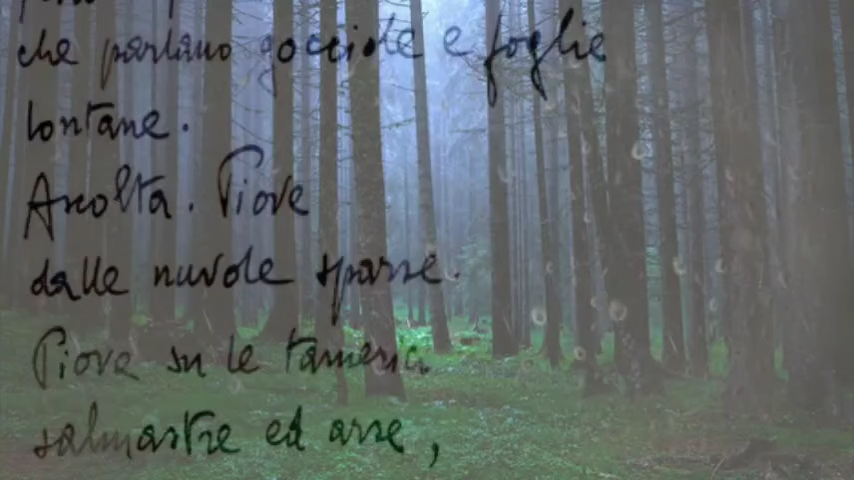 che parlano gocciole e foglie
lontane.
Ascolta. Piove
dalle nuvole sparse.
Piove su le tamerici
salmastre ed arse,